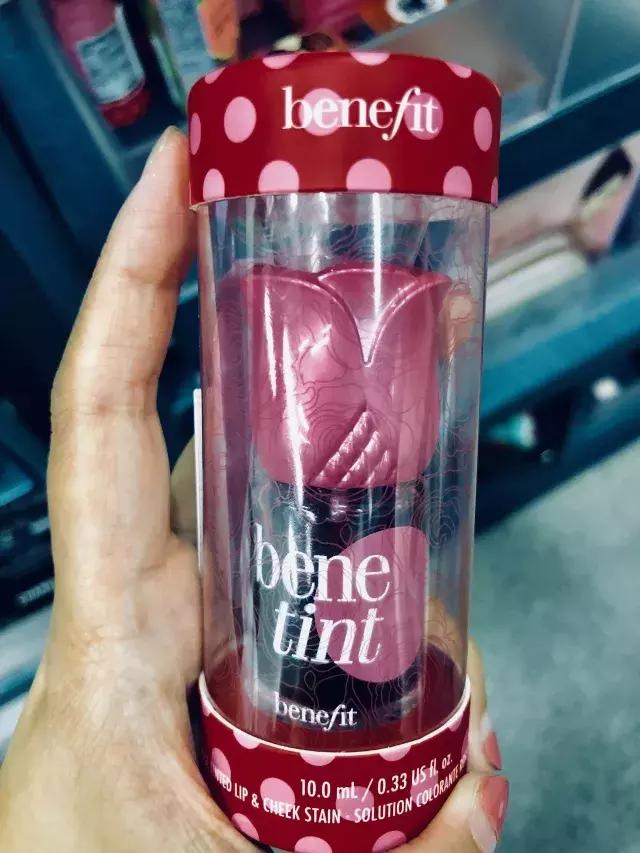 benefit
bene
tint
benefit
10.0 mL / 0.33 US fl. oz.
LIP & CHEEK STAIN - SOLUTION COLORANTE